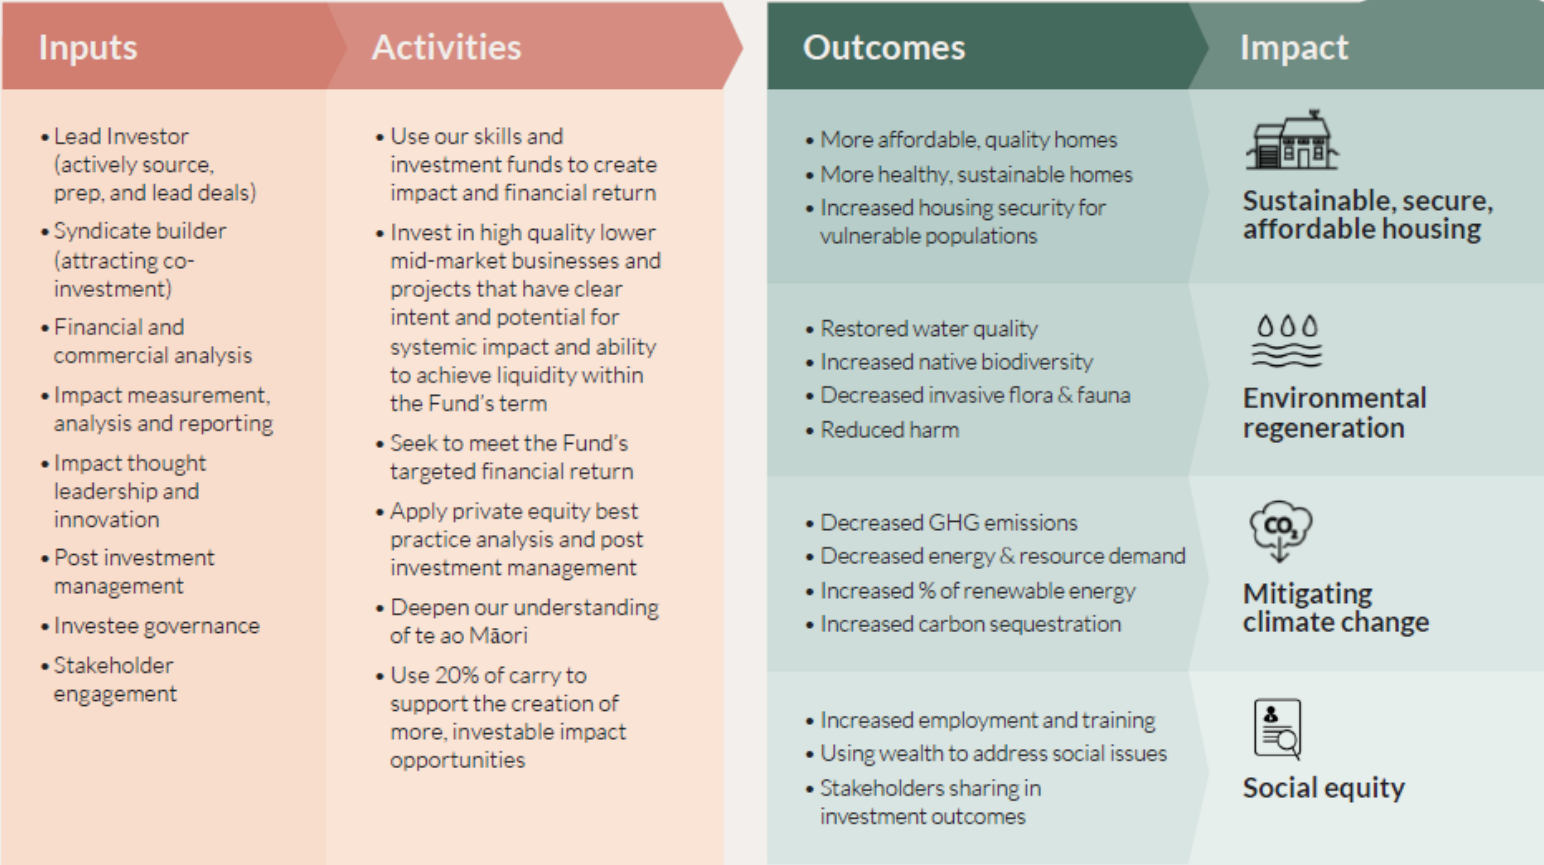 Inputs
• Lead Investor
(actively source,
prep, and lead deals)
• Syndicate builder
(attracting co-
investment)
• Financial and
commercial analysis
• Impact measurement,
analysis and reporting
• Impact thought
leadership and
innovation
• Post investment
management
• Investee governance
• Stakeholder
engagement
Activities
• Use our skills and
investment funds to create
impact and financial return
• Invest in high quality lower
mid-market businesses and
projects that have clear
intent and potential for
systemic impact and ability
to achieve liquidity within
the Fund's term
• Seek to meet the Fund's
targeted financial return
• Apply private equity best
practice analysis and post
investment management
• Deepen our understanding
of te ao Māori
• Use 20% of carry to
support the creation of
more, investable impact
opportunities
Outcomes
Impact
• More affordable, quality homes
• More healthy, sustainable homes
• Increased housing security for
vulnerable populations
Sustainable, secure,
affordable housing
• Restored water quality
• Increased native biodiversity
• Decreased invasive flora & fauna
• Reduced harm
Environmental
regeneration
• Decreased GHG emissions
• Decreased energy & resource demand
• Increased % of renewable energy
• Increased carbon sequestration
CO2
Mitigating
climate change
• Increased employment and training
• Using wealth to address social issues
• Stakeholders sharing in
investment outcomes
Social equity